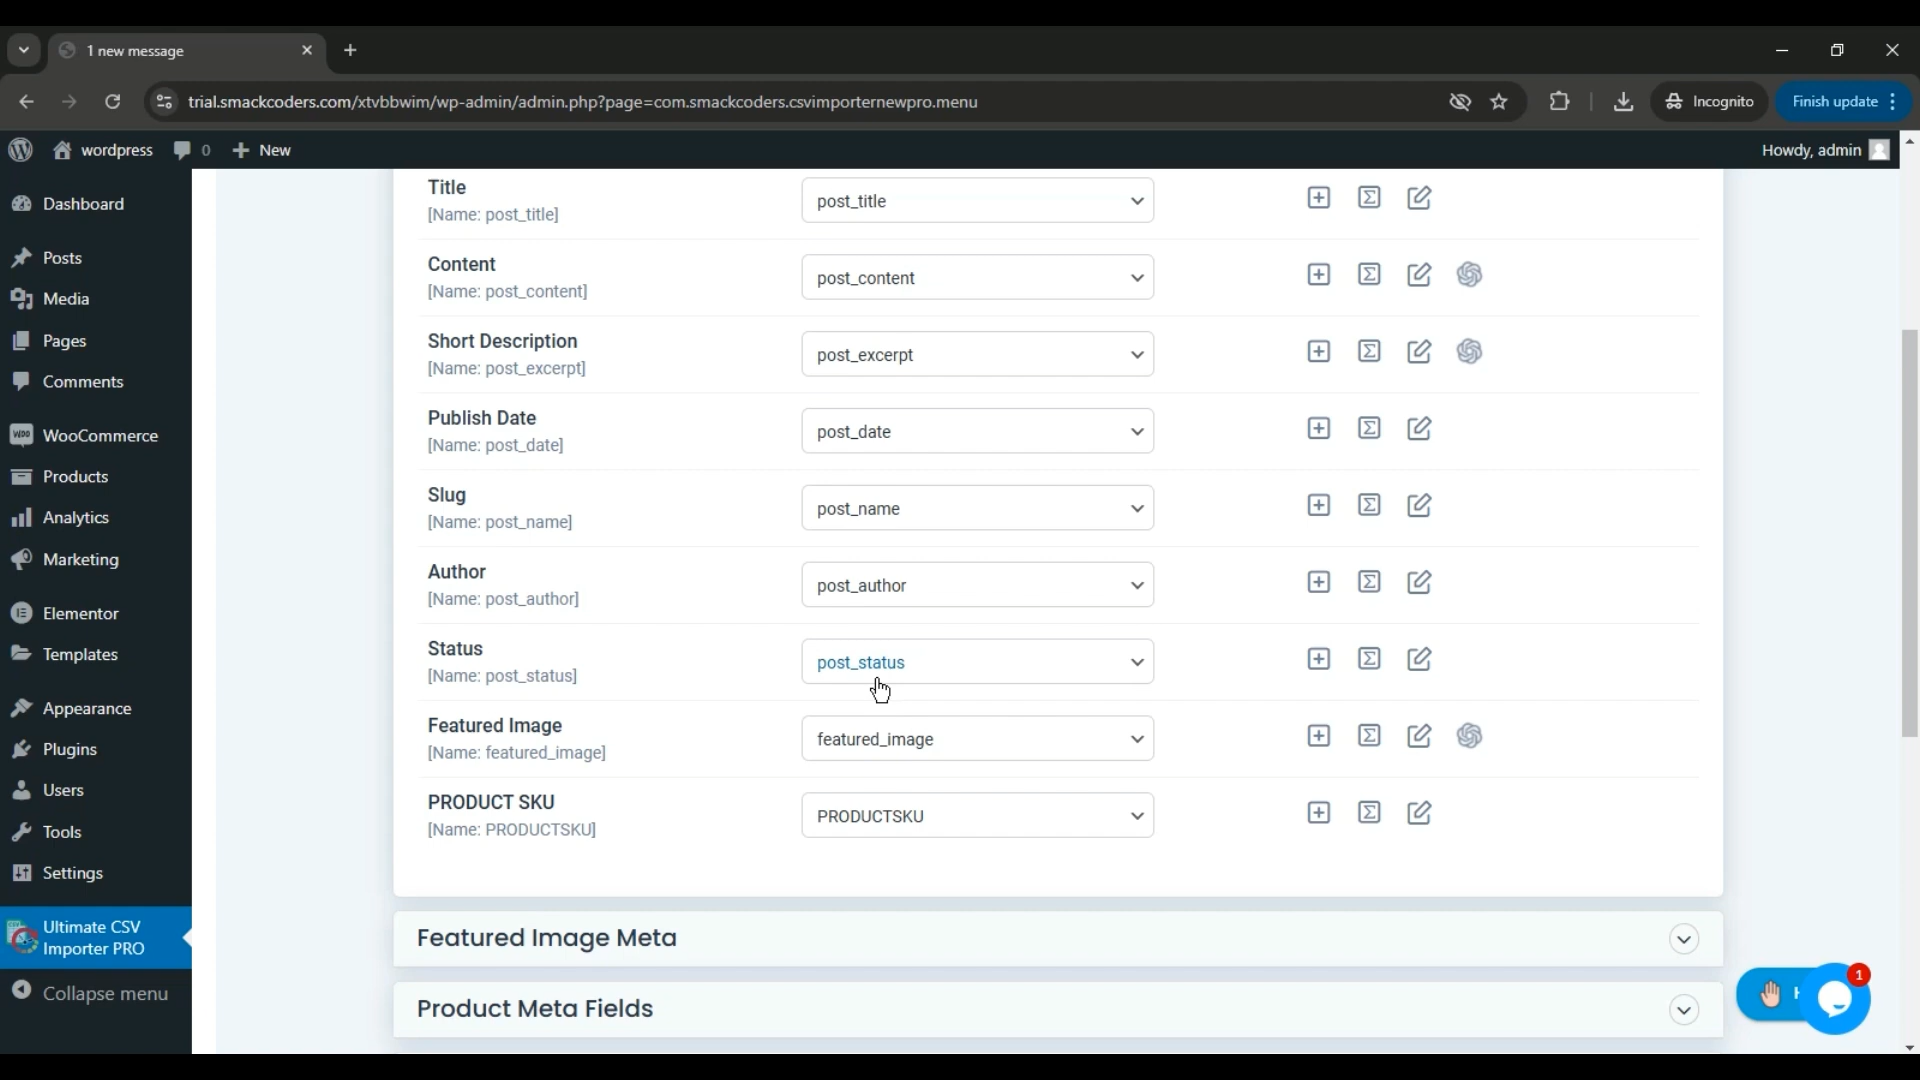 1 new message
trial.smackcoders.com/xtvbbwim/wp-admin/admin.php?page=com.smackcoders.csvimporternewpro.menu
Incognito
Finish update
wordpress
0
New
Howdy, admin
Dashboard
Posts
Media
Pages
Comments
WooCommerce
Products
Analytics
Marketing
Elementor
Templates
Appearance
Plugins
Users
Tools
Settings
Ultimate CSV
Importer PRO
Collapse menu
Title
[Name: post_title]
post_title
Content
[Name: post_content]
post_content
Short Description
[Name: post_excerpt]
post_excerpt
Publish Date
[Name: post_date]
post_date
Slug
[Name: post_name]
post_name
Author
[Name: post_author]
post_author
Status
[Name: post_status]
post_status
Featured Image
[Name: featured_image]
featured_image
PRODUCT SKU
[Name: PRODUCTSKU]
PRODUCTSKU
Featured Image Meta
Product Meta Fields
1